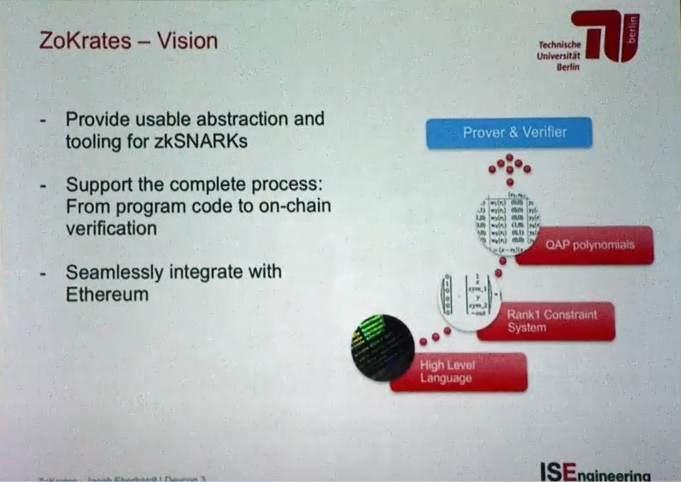 ZoKrates – Vision
Technische
Universität
Berlin
berlin
- Provide usable abstraction and
tooling for zkSNARKs
- Support the complete process:
From program code to on-chain
verification
- Seamlessly integrate with
Ethereum
Prover & Verifier
QAP polynomials
Rank1 Constraint
System
High Level
Language
ZoKrates – Jacob Eberhardt | Devcon 3
ISEngineering